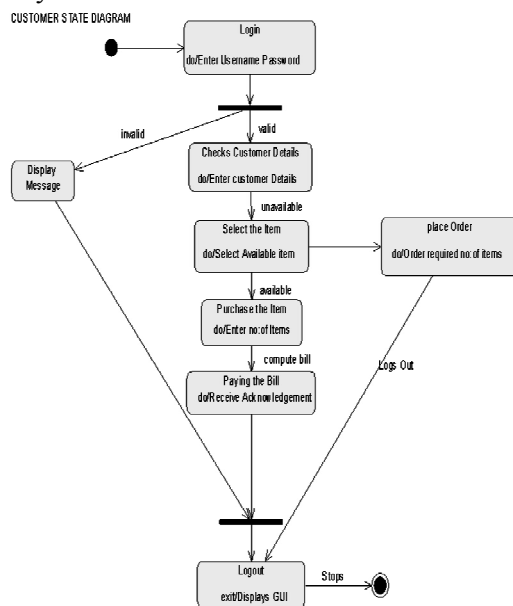 CUSTOMER STATE DIAGRAM
Login
do/Enter Username Password
invalid
valid
Checks Customer Details
do/Enter customer Details
Display
Message
unavailable
Select the Item
do/Select Available item
place Order
do/Order required no:of items
available
Purchase the Item
do/Enter no:of Items
compute bill
Logs Out
Paying the Bill
do/Receive Acknowledgement
Logout
exit/Displays GUI
Stops